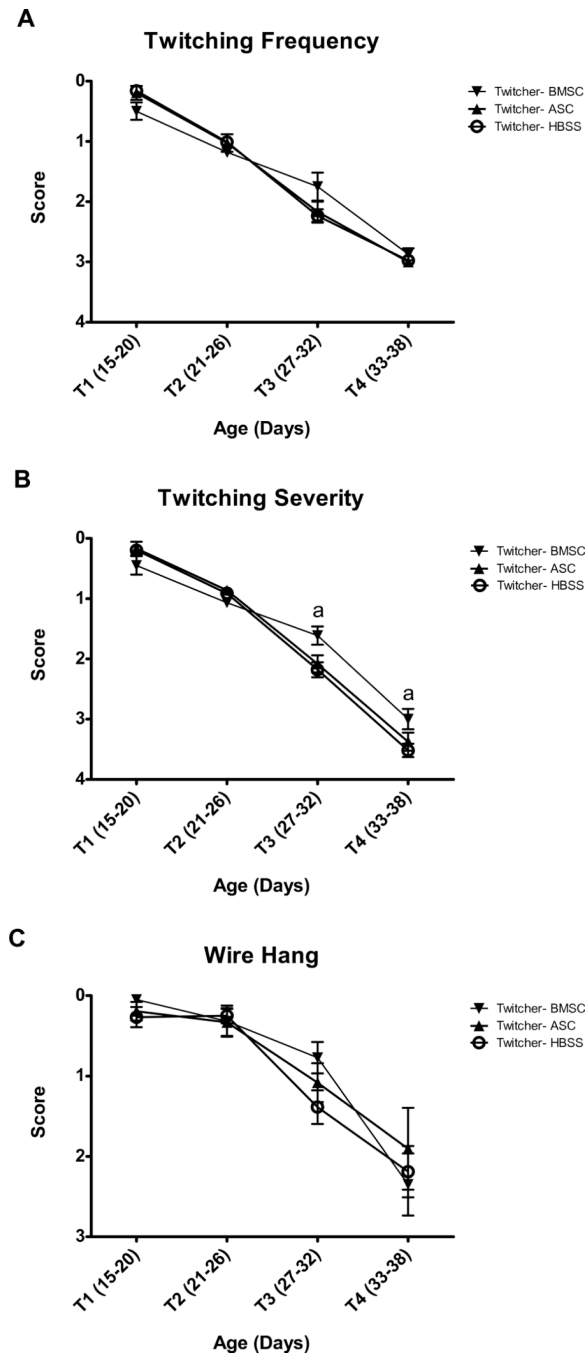 A
Twitching Frequency
0
1
2
3
4
Score
T1 (15-20)
T2 (21-26)
T3 (27-32)
T4 (33-38)
Age (Days)
Twitcher- BMSC
Twitcher- ASC
Twitcher- HBSS
B
Twitching Severity
0
1
2
3
4
Score
a
a
T1 (15-20)
T2 (21-26)
T3 (27-32)
T4 (33-38)
Age (Days)
Twitcher- BMSC
Twitcher- ASC
Twitcher- HBSS
C
Wire Hang
0
1
2
3
Score
T1 (15-20)
T2 (21-26)
T3 (27-32)
T4 (33-38)
Age (Days)
Twitcher- BMSC
Twitcher- ASC
Twitcher- HBSS